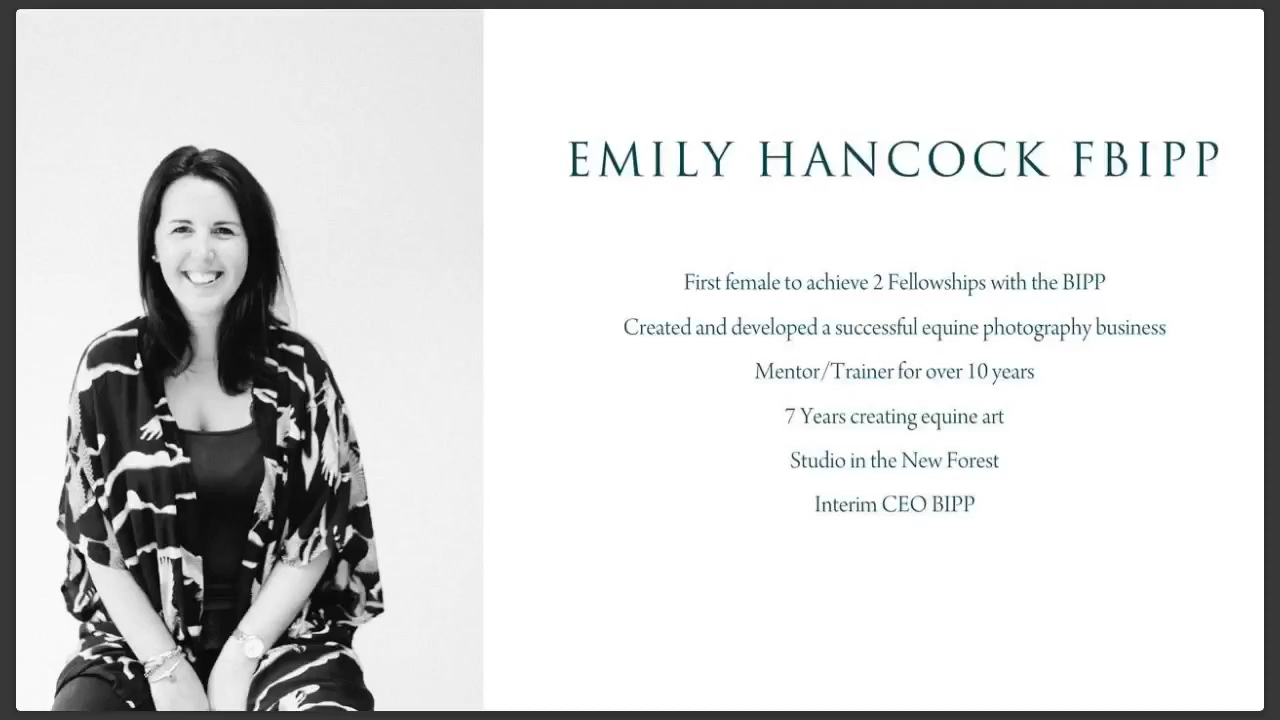 EMILY HANCOCK FBIPP
First female to achieve 2 Fellowships with the BIPP
Created and developed a successful equine photography business
Mentor/Trainer for over 10 years
7 Years creating equine art
Studio in the New Forest
Interim CEO BIPP